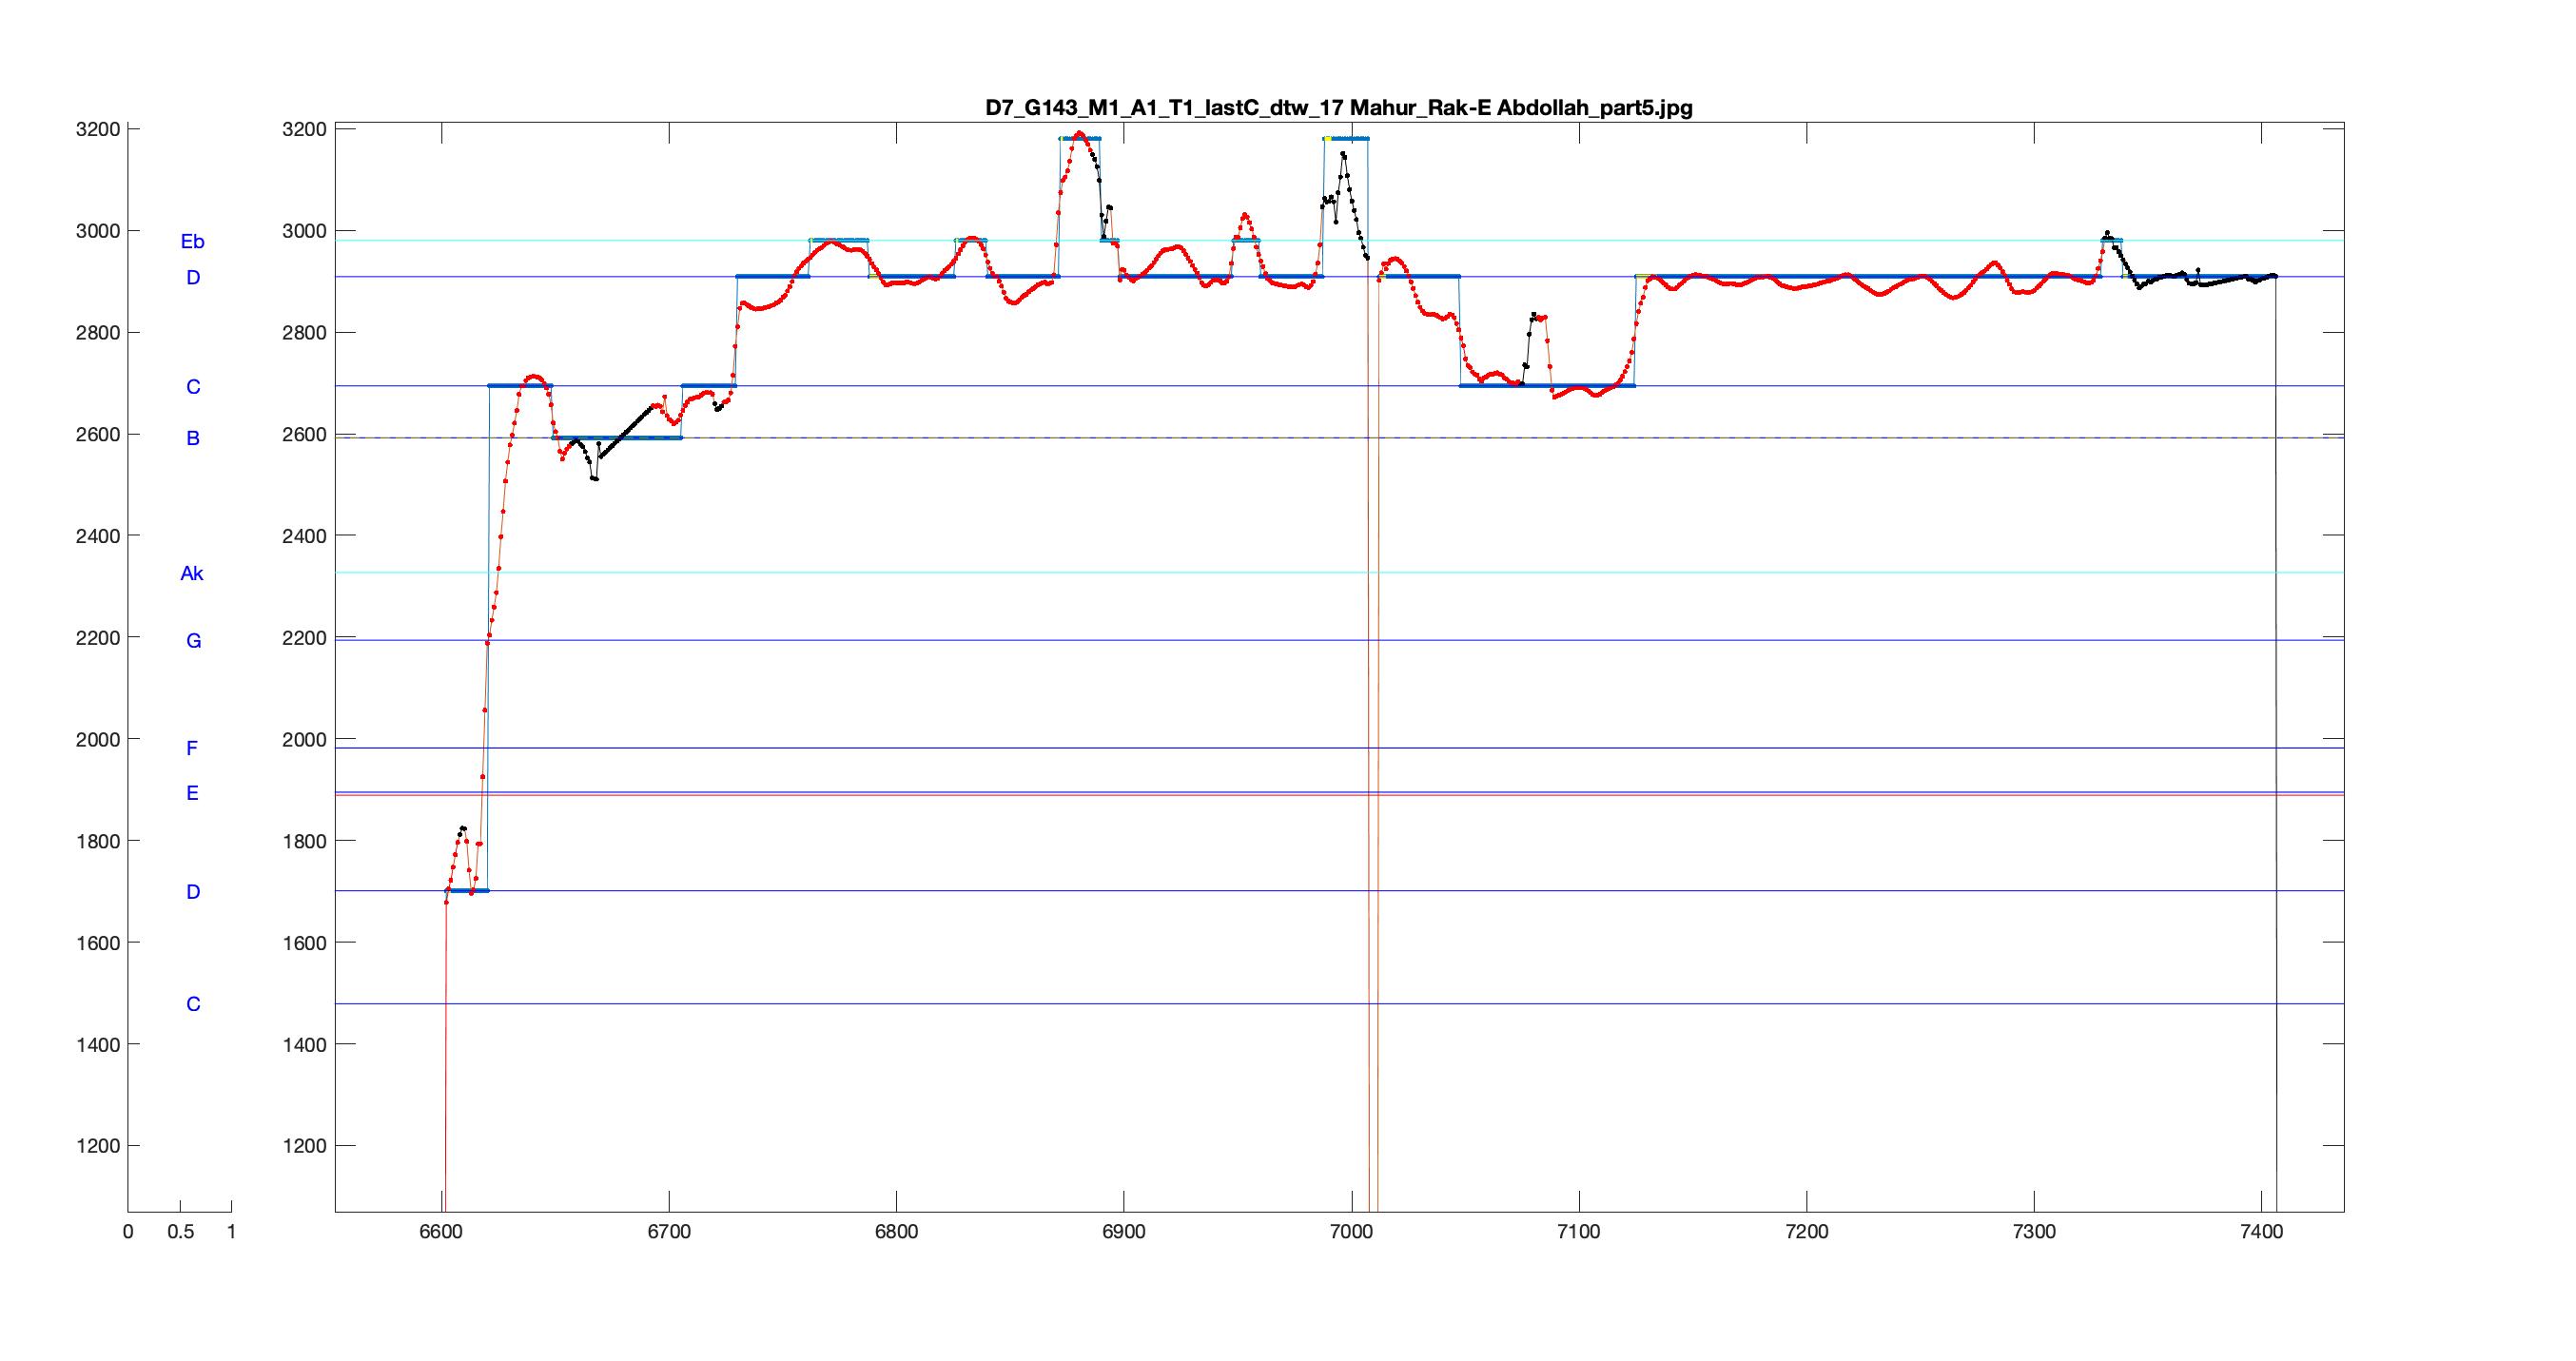 D7_G143_M1_A1_T1_lastC_dtw_17 Mahur_Rak-E Abdollah_part5.jpg
3200 3200
3000 3000
Eb
D
2800 2800
C
2600 B 2600
2400 2400
Ak
2200 G 2200
2000 F 2000
E
1800 1800
D
1600 1600
C
1400 1400
1200 1200
0 0.5 1 6600 6700 6800 6900 7000 7100 7200 7300 7400